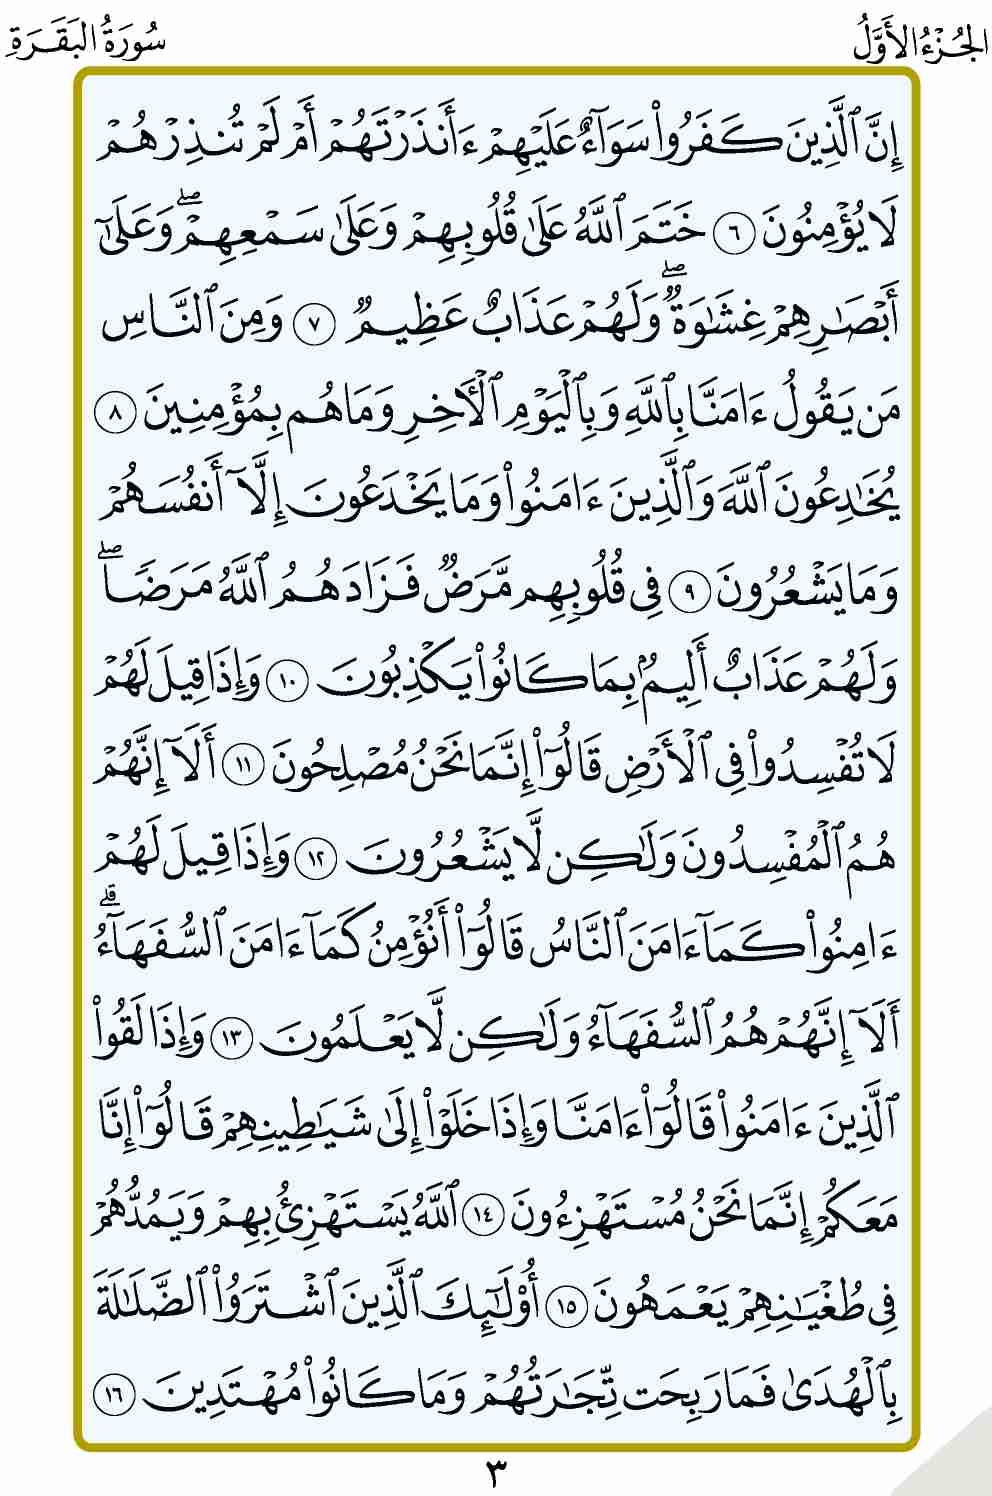 الجُزْءُ الأَوَّلُ
سُورَةُ البَقَرَةِ
إِنَّ ٱلَّذِينَ كَفَرُوا۟ سَوَآءٌ عَلَيْهِمْ ءَأَنذَرْتَهُمْ أَمْ لَمْ تُنذِرْهُمْ
لَا يُؤْمِنُونَ ٦ خَتَمَ ٱللَّهُ عَلَىٰ قُلُوبِهِمْ وَعَلَىٰ سَمْعِهِمْ ۖ وَعَلَىٰٓ
أَبْصَـٰرِهِمْ غِشَـٰوَةٌ ۖ وَلَهُمْ عَذَابٌ عَظِيمٌ ٧ وَمِنَ ٱلنَّاسِ
مَن يَقُولُ ءَامَنَّا بِٱللَّهِ وَبِٱلْيَوْمِ ٱلْـَٔاخِرِ وَمَا هُم بِمُؤْمِنِينَ ٨
يُخَـٰدِعُونَ ٱللَّهَ وَٱلَّذِينَ ءَامَنُوا۟ وَمَا يَخْدَعُونَ إِلَّآ أَنفُسَهُمْ
وَمَا يَشْعُرُونَ ٩ فِى قُلُوبِهِم مَّرَضٌ فَزَادَهُمُ ٱللَّهُ مَرَضًا ۖ
وَلَهُمْ عَذَابٌ أَلِيمٌۢ بِمَا كَانُوا۟ يَكْذِبُونَ ١٠ وَإِذَا قِيلَ لَهُمْ
لَا تُفْسِدُوا۟ فِى ٱلْأَرْضِ قَالُوٓا۟ إِنَّمَا نَحْنُ مُصْلِحُونَ ١١ أَلَآ إِنَّهُمْ
هُمُ ٱلْمُفْسِدُونَ وَلَـٰكِن لَّا يَشْعُرُونَ ١٢ وَإِذَا قِيلَ لَهُمْ
ءَامِنُوا۟ كَمَآ ءَامَنَ ٱلنَّاسُ قَالُوٓا۟ أَنُؤْمِنُ كَمَآ ءَامَنَ ٱلسُّفَهَآءُ ۗ
أَلَآ إِنَّهُمْ هُمُ ٱلسُّفَهَآءُ وَلَـٰكِن لَّا يَعْلَمُونَ ١٣ وَإِذَا لَقُوا۟
ٱلَّذِينَ ءَامَنُوا۟ قَالُوٓا۟ ءَامَنَّا وَإِذَا خَلَوْا۟ إِلَىٰ شَيَـٰطِينِهِمْ قَالُوٓا۟ إِنَّا
مَعَكُمْ إِنَّمَا نَحْنُ مُسْتَهْزِءُونَ ١٤ ٱللَّهُ يَسْتَهْزِئُ بِهِمْ وَيَمُدُّهُمْ
فِى طُغْيَـٰنِهِمْ يَعْمَهُونَ ١٥ أُو۟لَـٰٓئِكَ ٱلَّذِينَ ٱشْتَرَوُا۟ ٱلضَّلَـٰلَةَ
بِٱلْهُدَىٰ فَمَا رَبِحَت تِّجَـٰرَتُهُمْ وَمَا كَانُوا۟ مُهْتَدِينَ ١٦
٣